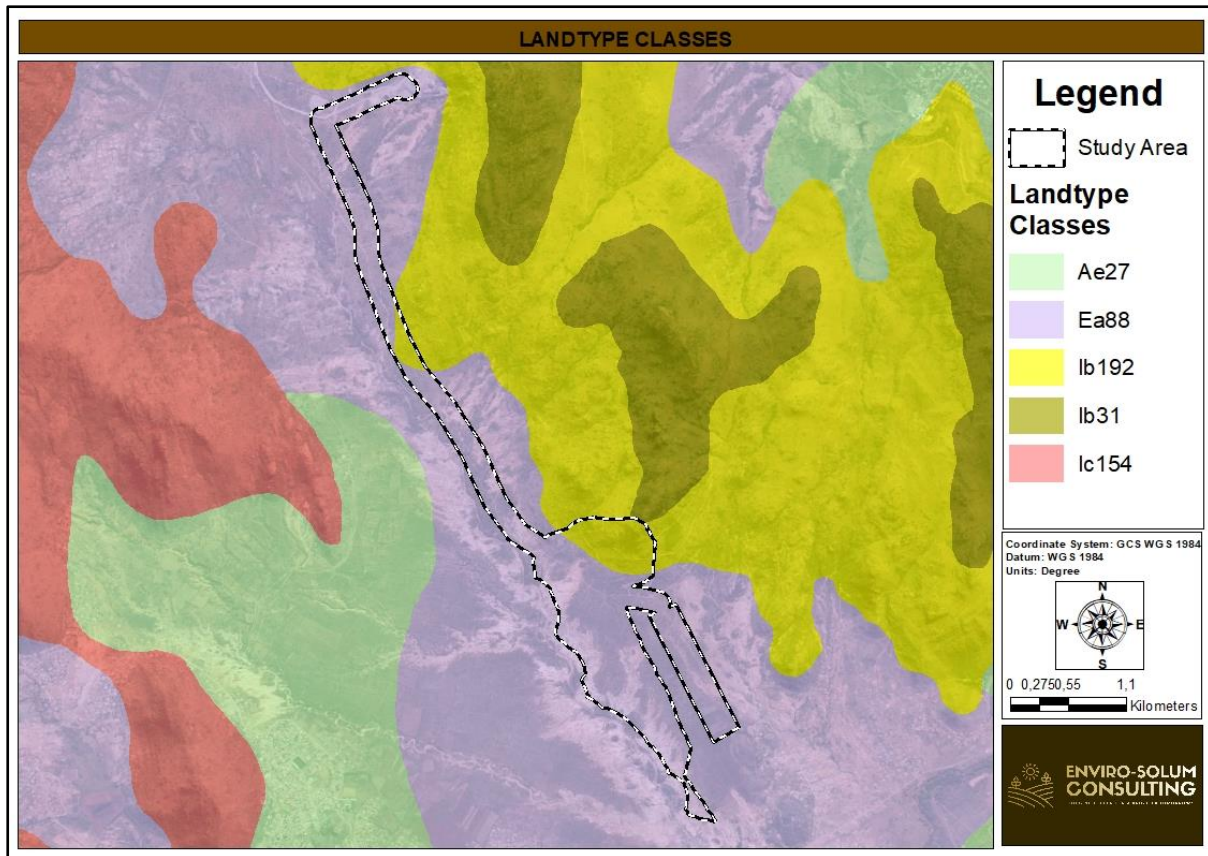 LANDTYPE CLASSES
Legend
Study Area
Landtype
Classes
Ae27
Ea88
Ib192
Ib31
Ic154
Coordinate System: GCS WGS 1984
Datum: WGS 1984
Units: Degree
N
W E
S
0 0,2750,55 1,1
Kilometers
ENVIRO-SOLUM
CONSULTING